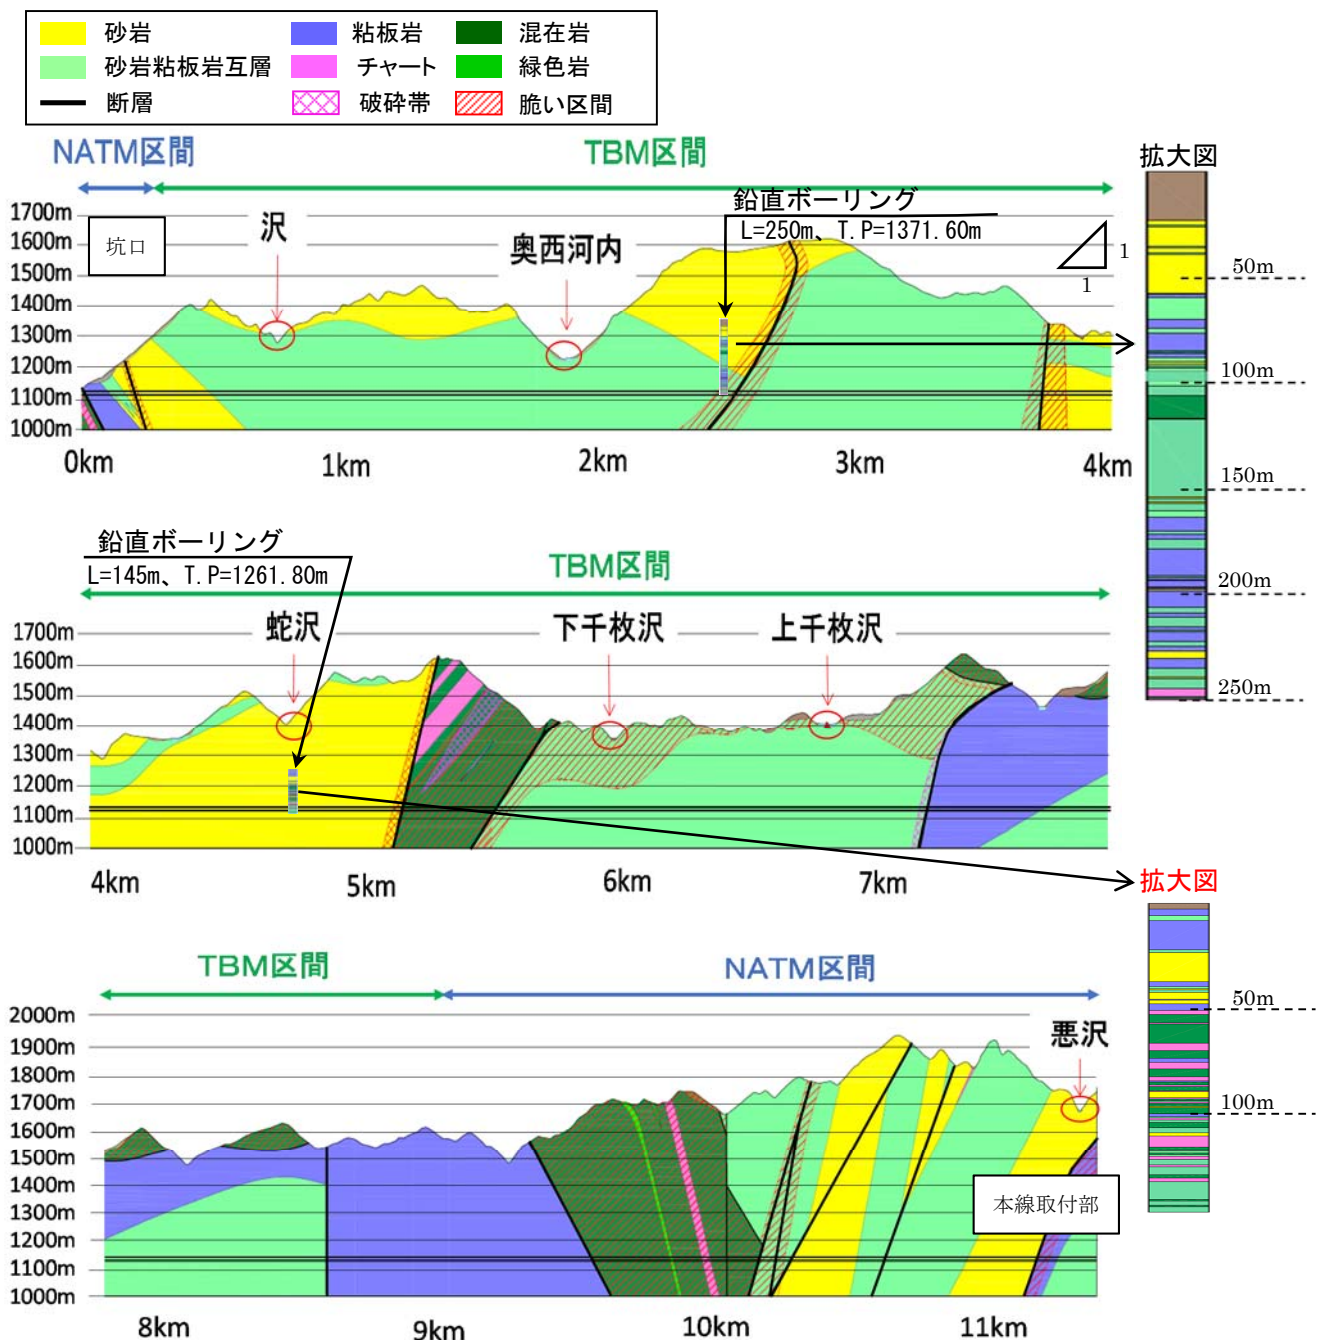 砂岩 粘板岩 混在岩
砂岩粘板岩互層 チャート 緑色岩
断層 破砕帯 脆い区間
NATM区間 TBM区間
拡大図
鉛直ボーリング
L=250m、T.P=1371.60m
坑口 沢 奥西河内
1
1
1700m
1600m
1500m
1400m
1300m
1200m
1100m
1000m
0km 1km 2km 3km 4km
50m
100m
150m
200m
250m
鉛直ボーリング
L=145m、T.P=1261.80m
TBM区間
蛇沢 下千枚沢 上千枚沢
1700m
1600m
1500m
1400m
1300m
1200m
1100m
1000m
4km 5km 6km 7km
拡大図
50m
100m
TBM区間 NATM区間
悪沢
2000m
1900m
1800m
1700m
1600m
1500m
1400m
1300m
1200m
1100m
1000m
本線取付部
8km 9km 10km 11km